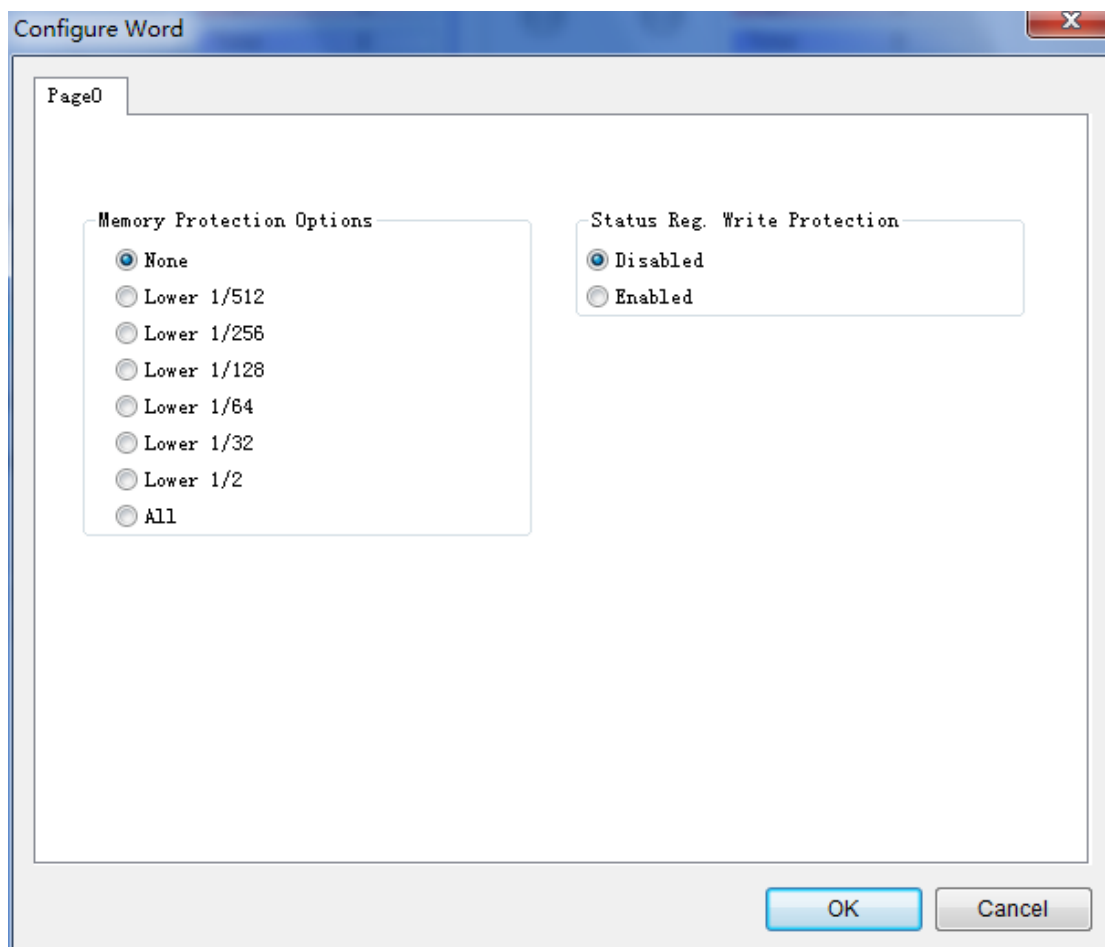 Configure Word
Page0
Memory Protection Options
None
Lower 1/512
Lower 1/256
Lower 1/128
Lower 1/64
Lower 1/32
Lower 1/2
All
Status Reg. Write Protection
Disabled
Enabled
OK
Cancel